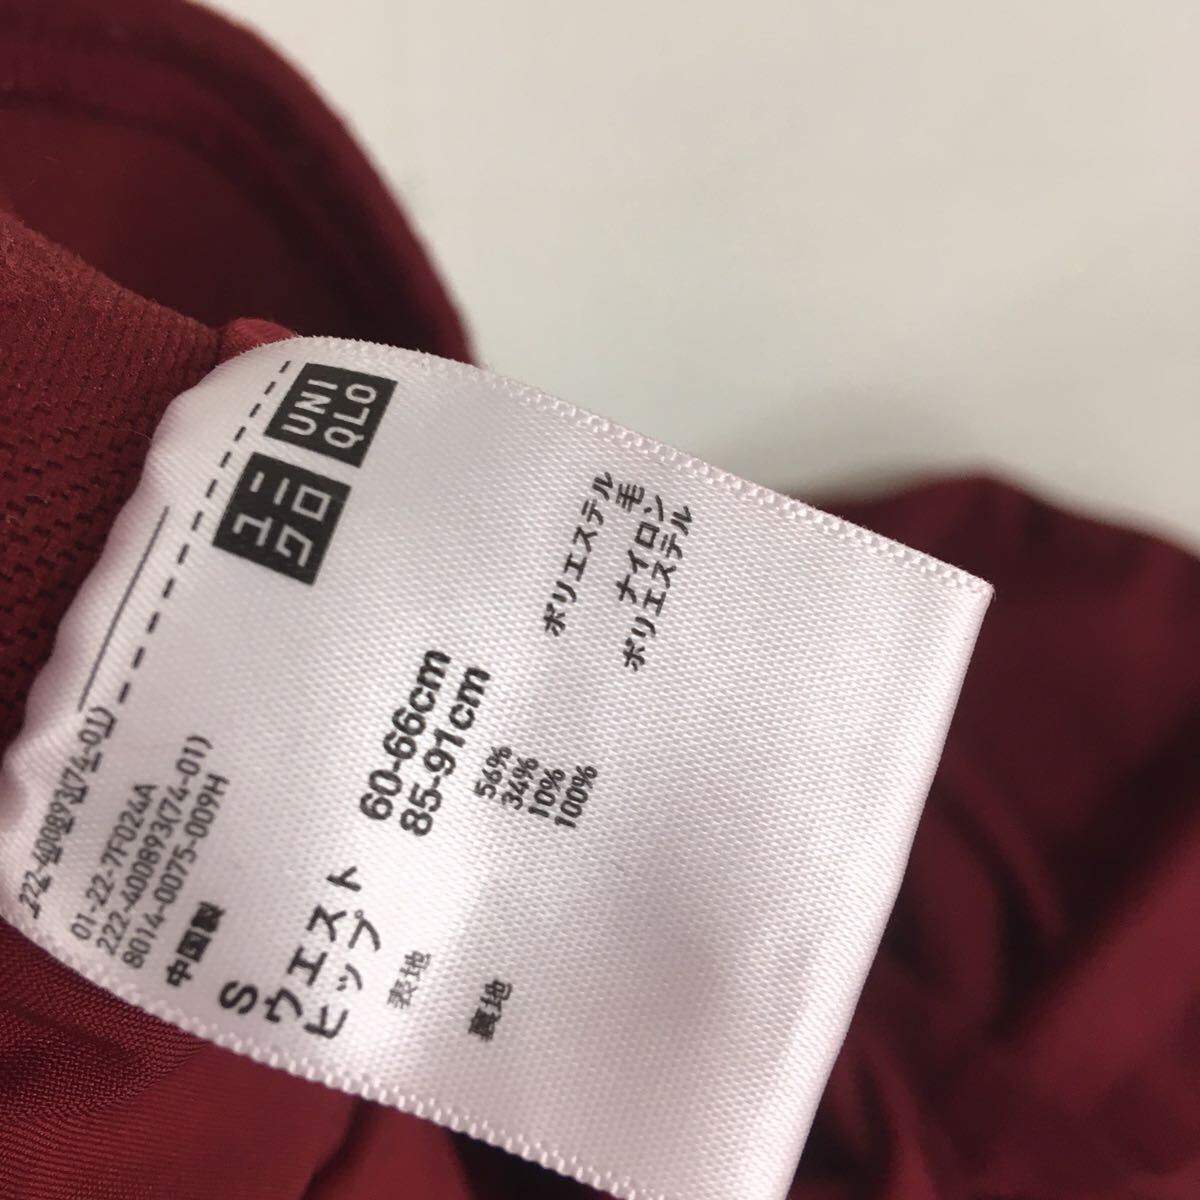 UNI
QLO
ユニ
クロ
222-400893(74-01)
01-22-7F024A
222-400893(74-01)
8014-0075-009H
中国製
S
ウエスト 60-66cm
ヒップ 85-91cm
表地 56% ポリエステル
34% 毛
10% ナイロン
裏地 100% ポリエステル